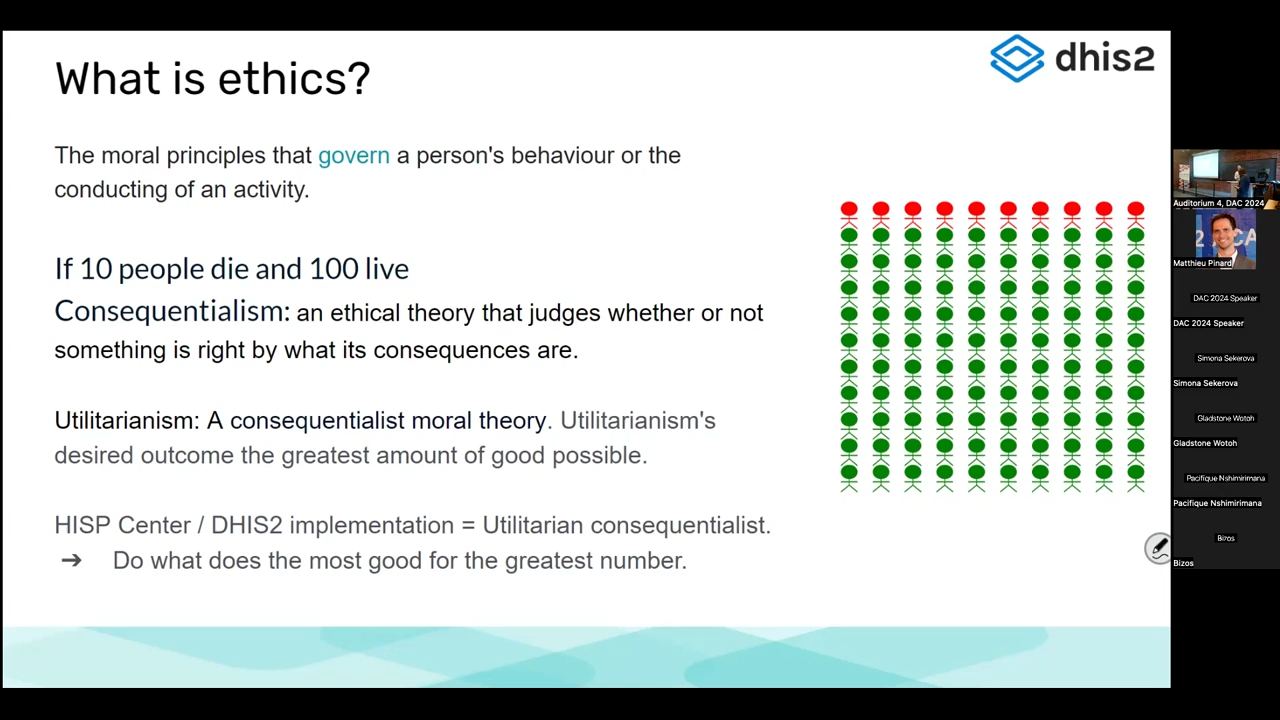 What is ethics?
dhis2
The moral principles that govern a person's behaviour or the
conducting of an activity.
If 10 people die and 100 live
Consequentialism: an ethical theory that judges whether or not
something is right by what its consequences are.
Utilitarianism: A consequentialist moral theory. Utilitarianism's
desired outcome the greatest amount of good possible.
HISP Center / DHIS2 implementation = Utilitarian consequentialist.
➔ Do what does the most good for the greatest number.
Auditorium 4, DAC 2024
2 ACA
Matthieu Pinard
DAC 2024 Speaker
DAC 2024 Speaker
Simona Sekerova
Simona Sekerova
Gladstone Wotoh
Gladstone Wotoh
Pacifique Nshimirimana
Pacifique Nshimirimana
Bizos
Bizos